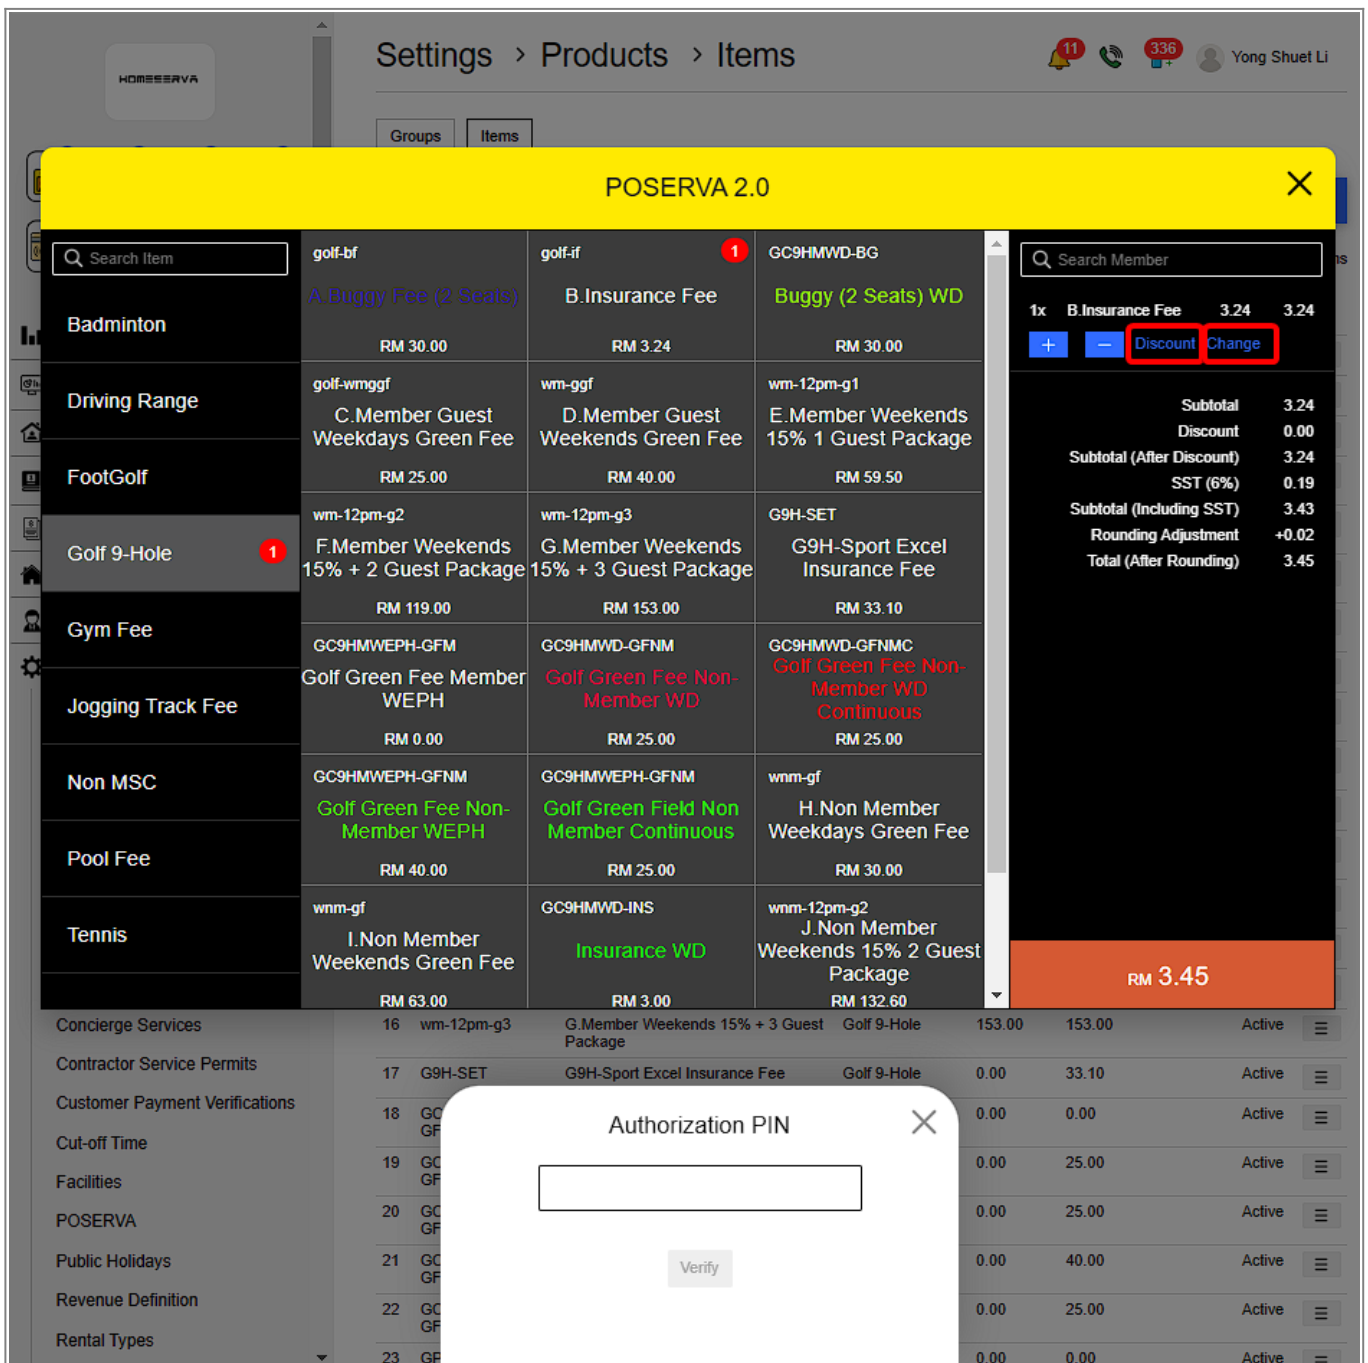 HOMESERVA
Settings > Products > Items
11
336
Yong Shuet Li
Groups
Items
POSERVA 2.0
Search Item
Badminton
Driving Range
FootGolf
Golf 9-Hole 1
Gym Fee
Jogging Track Fee
Non MSC
Pool Fee
Tennis
golf-bf
A.Buggy Fee (2 Seats)
RM 30.00
golf-if 1
B.Insurance Fee
RM 3.24
GC9HMWD-BG
Buggy (2 Seats) WD
RM 30.00
golf-wmggf
C.Member Guest
Weekdays Green Fee
RM 25.00
wm-ggf
D.Member Guest
Weekends Green Fee
RM 40.00
wm-12pm-g1
E.Member Weekends
15% 1 Guest Package
RM 59.50
wm-12pm-g2
F.Member Weekends
15% + 2 Guest Package
RM 119.00
wm-12pm-g3
G.Member Weekends
15% + 3 Guest Package
RM 153.00
G9H-SET
G9H-Sport Excel
Insurance Fee
RM 33.10
GC9HMWEPH-GFM
Golf Green Fee Member
WEPH
RM 0.00
GC9HMWD-GFNM
Golf Green Fee Non-
Member WD
RM 25.00
GC9HMWD-GFNMC
Golf Green Fee Non-
Member WD
Continuous
RM 25.00
GC9HMWEPH-GFNM
Golf Green Fee Non-
Member WEPH
RM 40.00
GC9HMWEPH-GFNM
Golf Green Field Non
Member Continuous
RM 25.00
wnm-gf
H.Non Member
Weekdays Green Fee
RM 30.00
wnm-gf
I.Non Member
Weekends Green Fee
RM 63.00
GC9HMWD-INS
Insurance WD
RM 3.00
wnm-12pm-g2
J.Non Member
Weekends 15% 2 Guest
Package
RM 132.60
Search Member
1x B.Insurance Fee 3.24 3.24
+ − Discount Change
Subtotal 3.24
Discount 0.00
Subtotal (After Discount) 3.24
SST (6%) 0.19
Subtotal (Including SST) 3.43
Rounding Adjustment +0.02
Total (After Rounding) 3.45
RM 3.45
Concierge Services
Contractor Service Permits
Customer Payment Verifications
Cut-off Time
Facilities
POSERVA
Public Holidays
Revenue Definition
Rental Types
16 wm-12pm-g3 G.Member Weekends 15% + 3 Guest Golf 9-Hole 153.00 153.00 Active
Package
17 G9H-SET G9H-Sport Excel Insurance Fee Golf 9-Hole 0.00 33.10 Active
18 GC 0.00 0.00 Active
GF
19 GC 0.00 25.00 Active
GF
20 GC 0.00 25.00 Active
GF
21 GC 0.00 40.00 Active
GF
22 GC 0.00 25.00 Active
GF
23 GP 0.00 0.00 Active
Authorization PIN
Verify